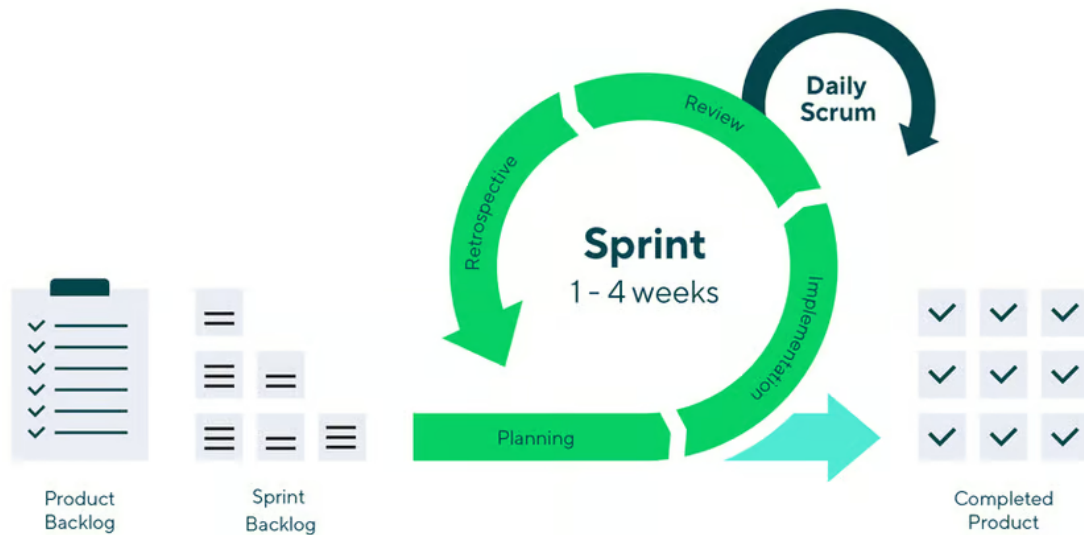 Daily
Scrum
Review
Retrospective
Sprint
1 - 4 weeks
Implementation
Planning
Product
Backlog
Sprint
Backlog
Completed
Product